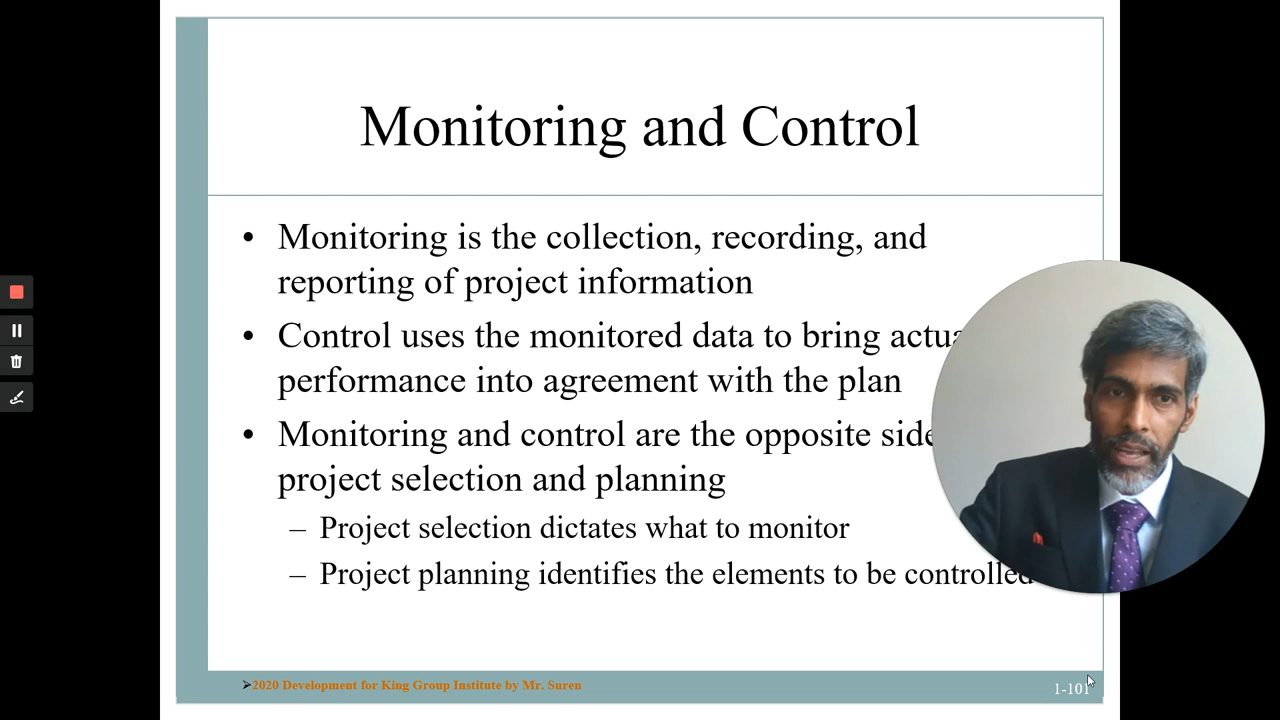 Monitoring and Control
• Monitoring is the collection, recording, and
reporting of project information
• Control uses the monitored data to bring
performance into agreement with the plan
• Monitoring and control are the opposite
project selection and planning
– Project selection dictates what to monitor
– Project planning identifies the elements to be controlled
➢2020 Development for King Group Institute by Mr. Suren
1-101